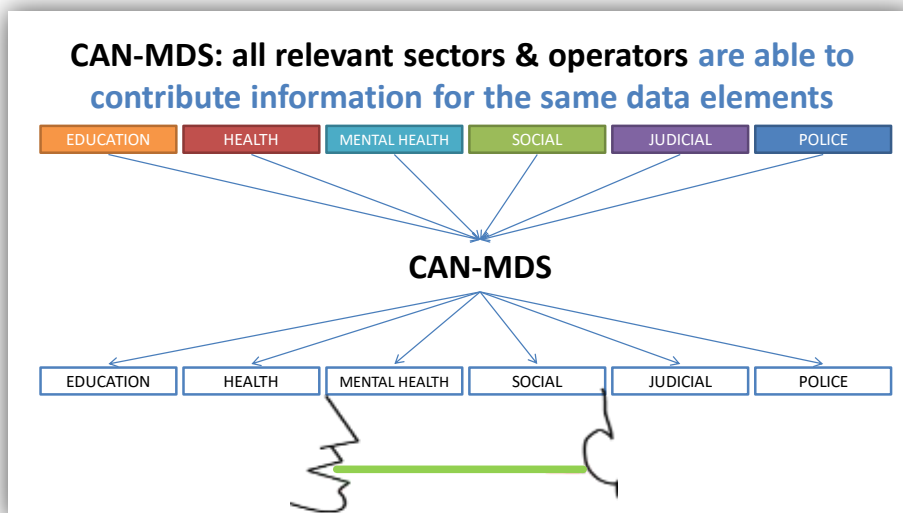 CAN-MDS: all relevant sectors & operators are able to
contribute information for the same data elements
EDUCATION HEALTH MENTAL HEALTH SOCIAL JUDICIAL POLICE
CAN-MDS
EDUCATION HEALTH MENTAL HEALTH SOCIAL JUDICIAL POLICE